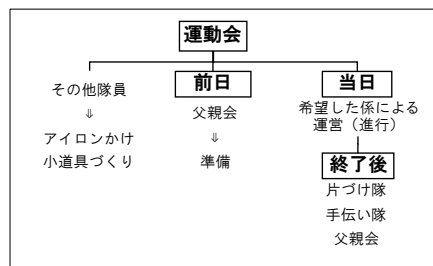 運動会
その他隊員
⇓
アイロンかけ
小道具づくり
前日
父親会
⇓
準備
当日
希望した係による
運営（進行）
終了後
片づけ隊
手伝い隊
父親会